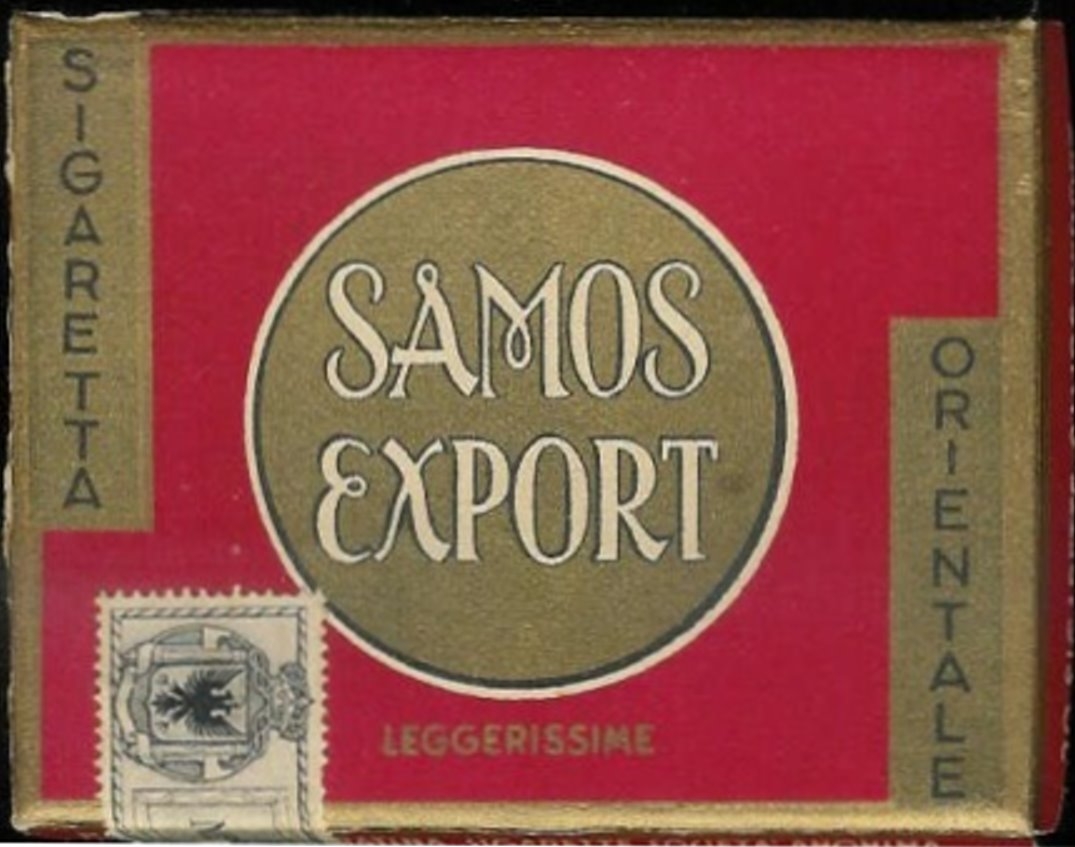 SIGARETTA
SAMOS
EXPORT
ORIENTALE
LEGGERISSIME